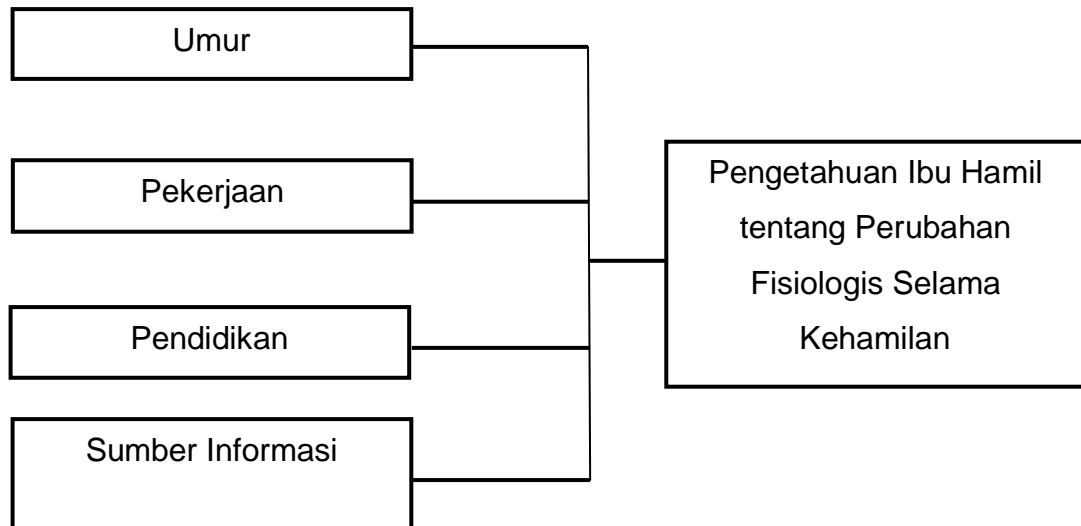 Umur
Pekerjaan
Pendidikan
Sumber Informasi
Pengetahuan Ibu Hamil
tentang Perubahan
Fisiologis Selama
Kehamilan